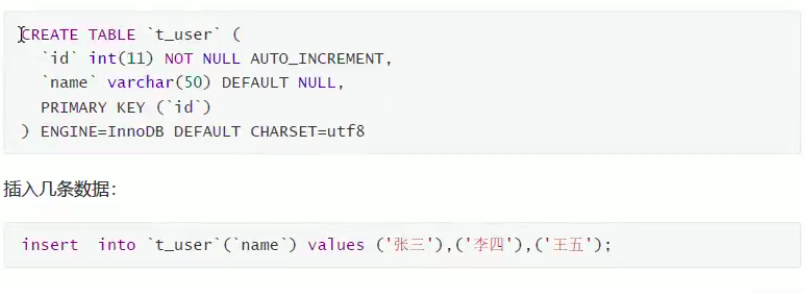 CREATE TABLE `t_user` (
`id` int(11) NOT NULL AUTO_INCREMENT,
`name` varchar(50) DEFAULT NULL,
PRIMARY KEY (`id`)
) ENGINE=InnoDB DEFAULT CHARSET=utf8
插入几条数据：
insert  into `t_user`(`name`) values ('张三'),('李四'),('王五');